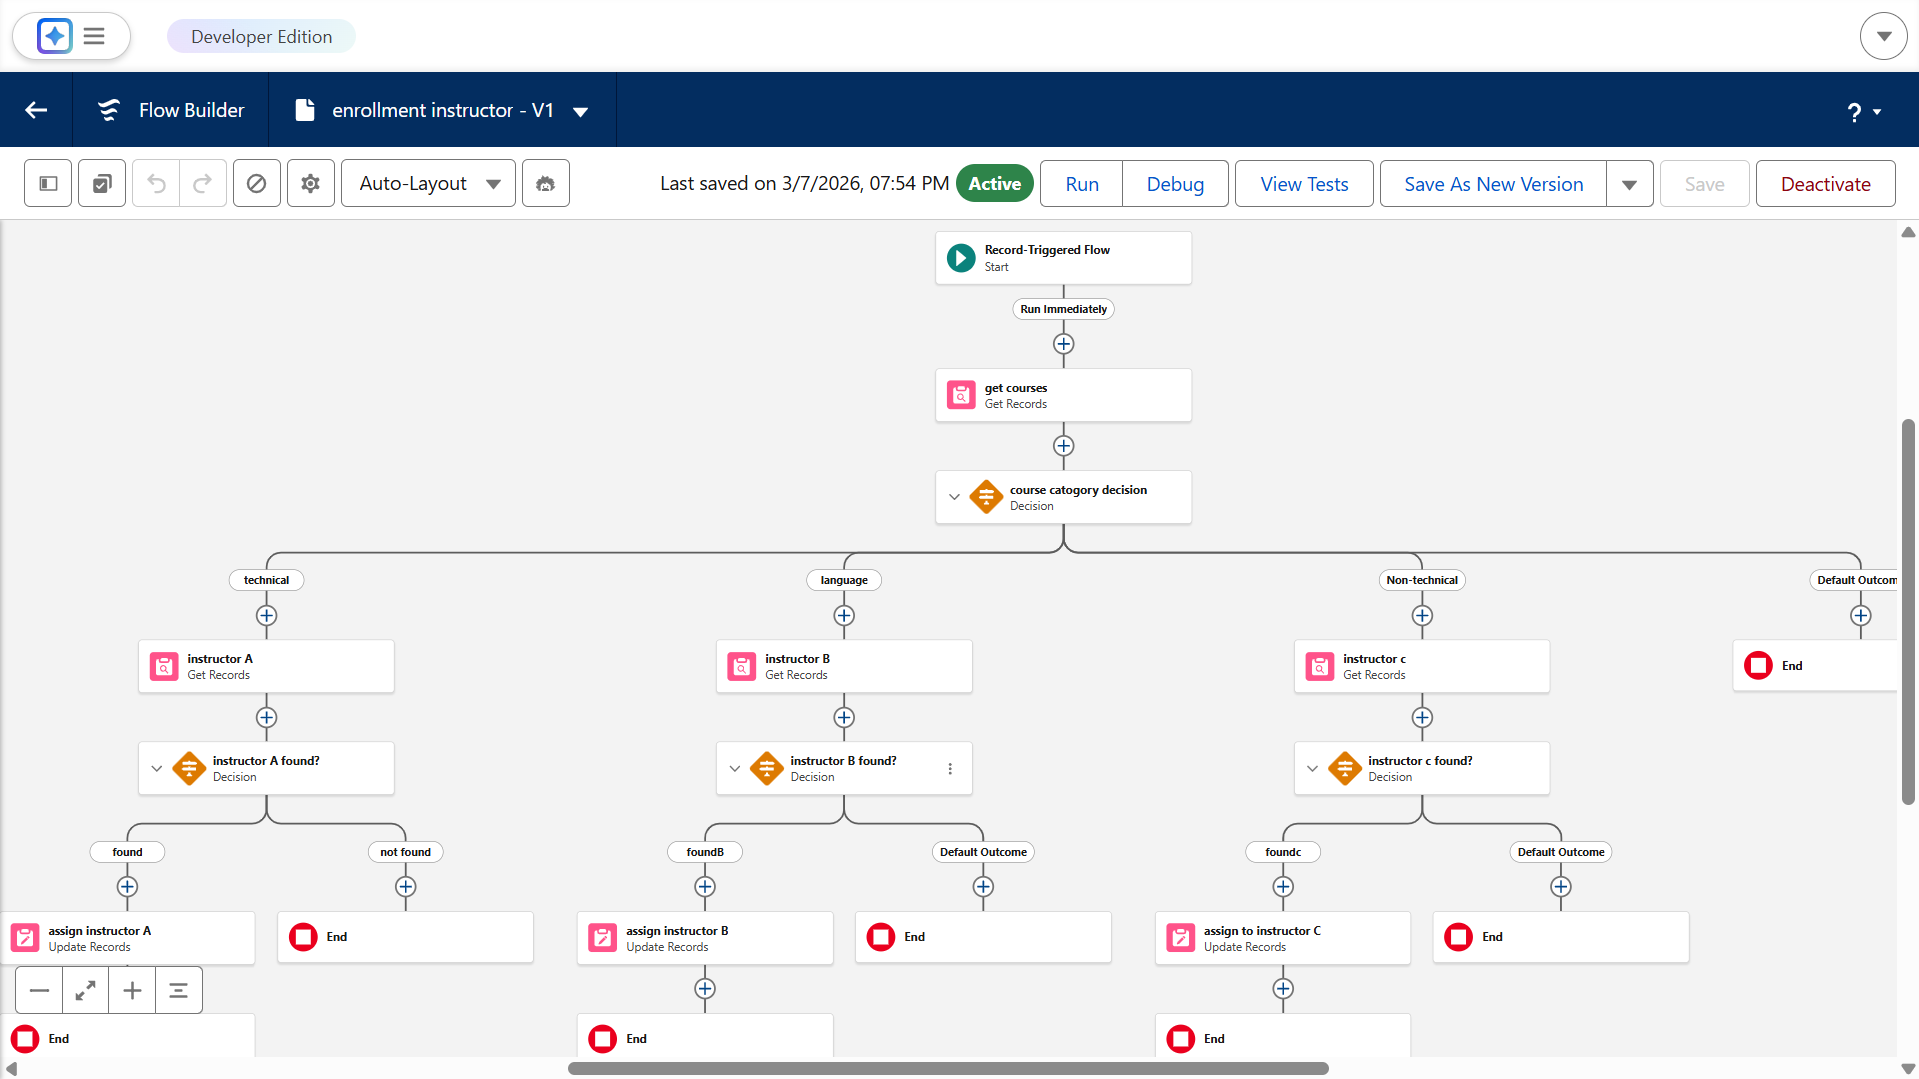 Developer Edition
Flow Builder
enrollment instructor - V1
?
Auto-Layout
Last saved on 3/7/2026, 07:54 PM
Active
Run
Debug
View Tests
Save As New Version
Save
Deactivate
Record-Triggered Flow
Start
Run Immediately
get courses
Get Records
course catogory decision
Decision
technical
language
Non-technical
Default Outcom
instructor A
Get Records
instructor B
Get Records
instructor c
Get Records
End
instructor A found?
Decision
instructor B found?
Decision
instructor c found?
Decision
found
not found
foundB
Default Outcome
foundc
Default Outcome
assign instructor A
Update Records
End
assign instructor B
Update Records
End
assign to instructor C
Update Records
End
End
End
End